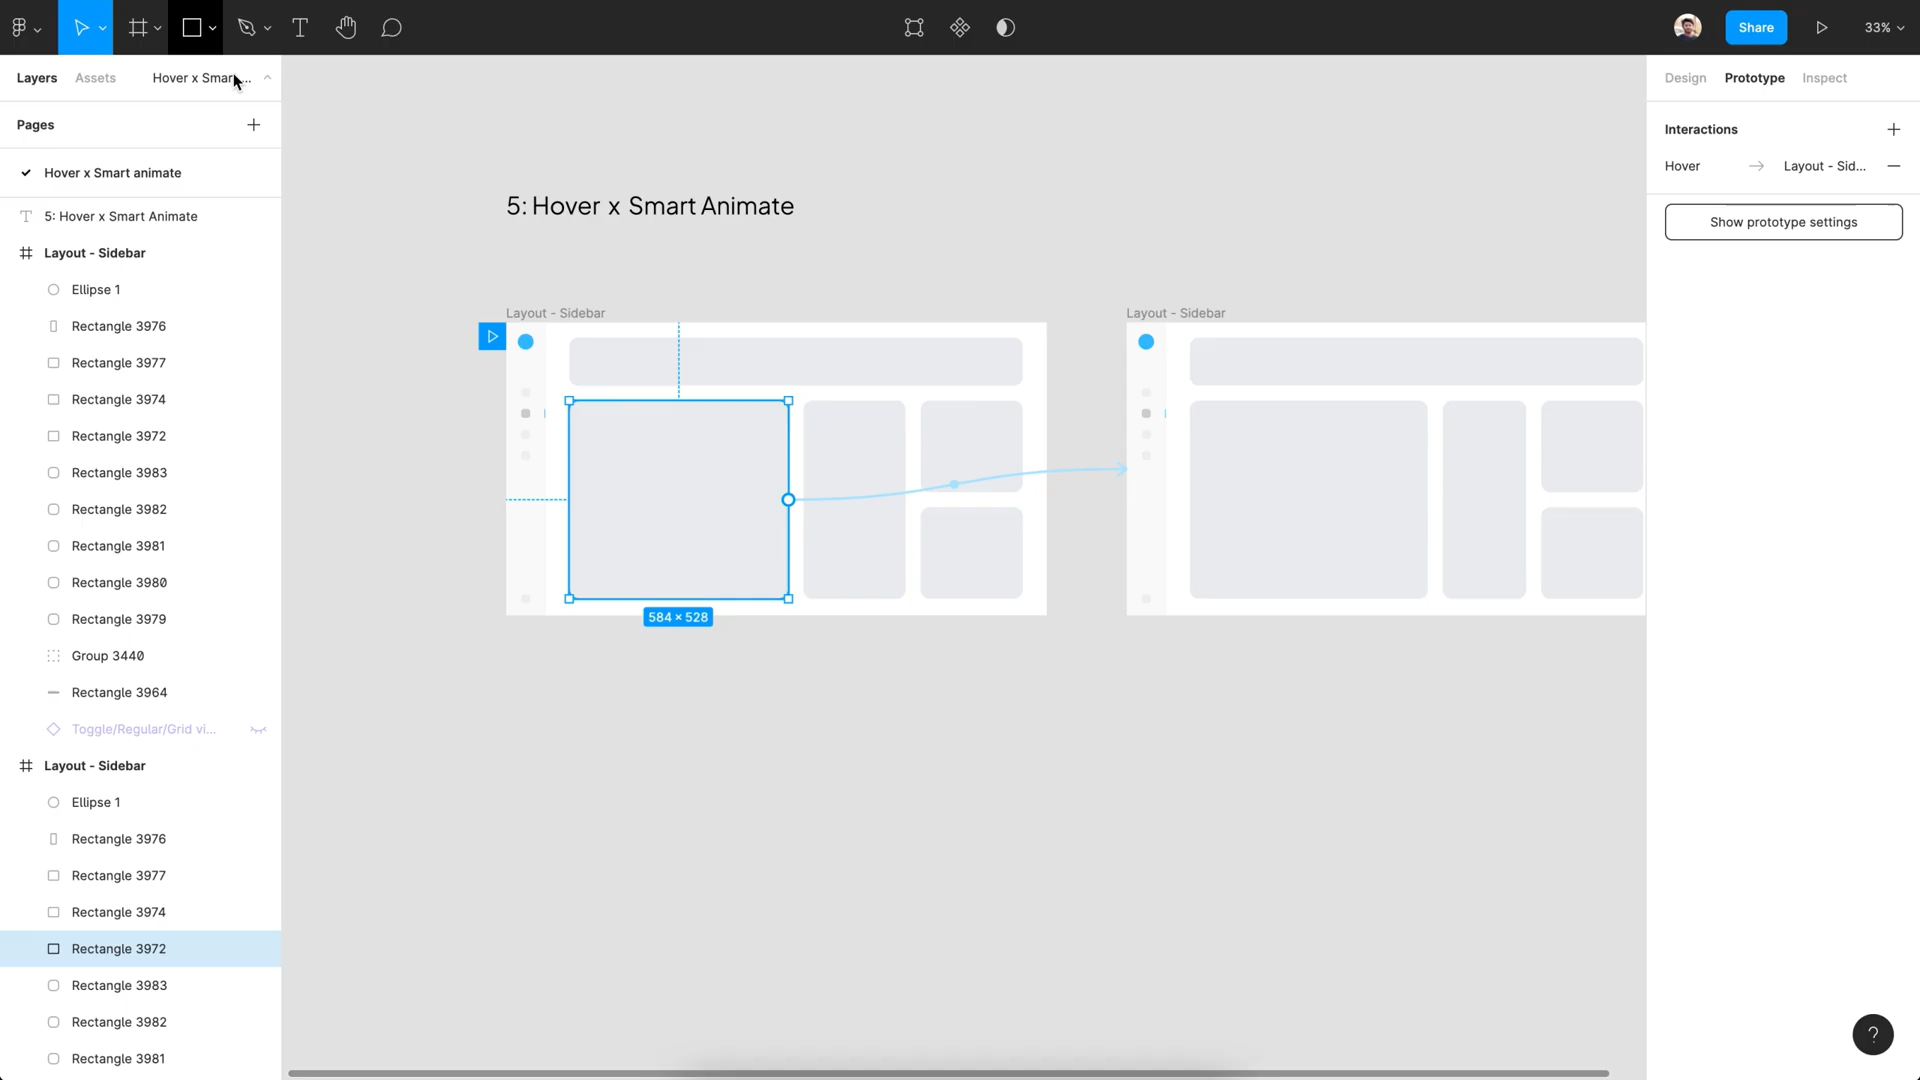 Share
33%
Layers
Assets
Hover x Smar...
Design
Prototype
Inspect
Pages
Interactions
Hover x Smart animate
Hover
Layout - Sid...
Show prototype settings
5: Hover x Smart Animate
Layout - Sidebar
Ellipse 1
Rectangle 3976
Rectangle 3977
Rectangle 3974
Rectangle 3972
Rectangle 3983
Rectangle 3982
Rectangle 3981
Rectangle 3980
Rectangle 3979
Group 3440
Rectangle 3964
Toggle/Regular/Grid vi...
Layout - Sidebar
Ellipse 1
Rectangle 3976
Rectangle 3977
Rectangle 3974
Rectangle 3972
Rectangle 3983
Rectangle 3982
Rectangle 3981
5: Hover x Smart Animate
Layout - Sidebar
Layout - Sidebar
584 × 528
?